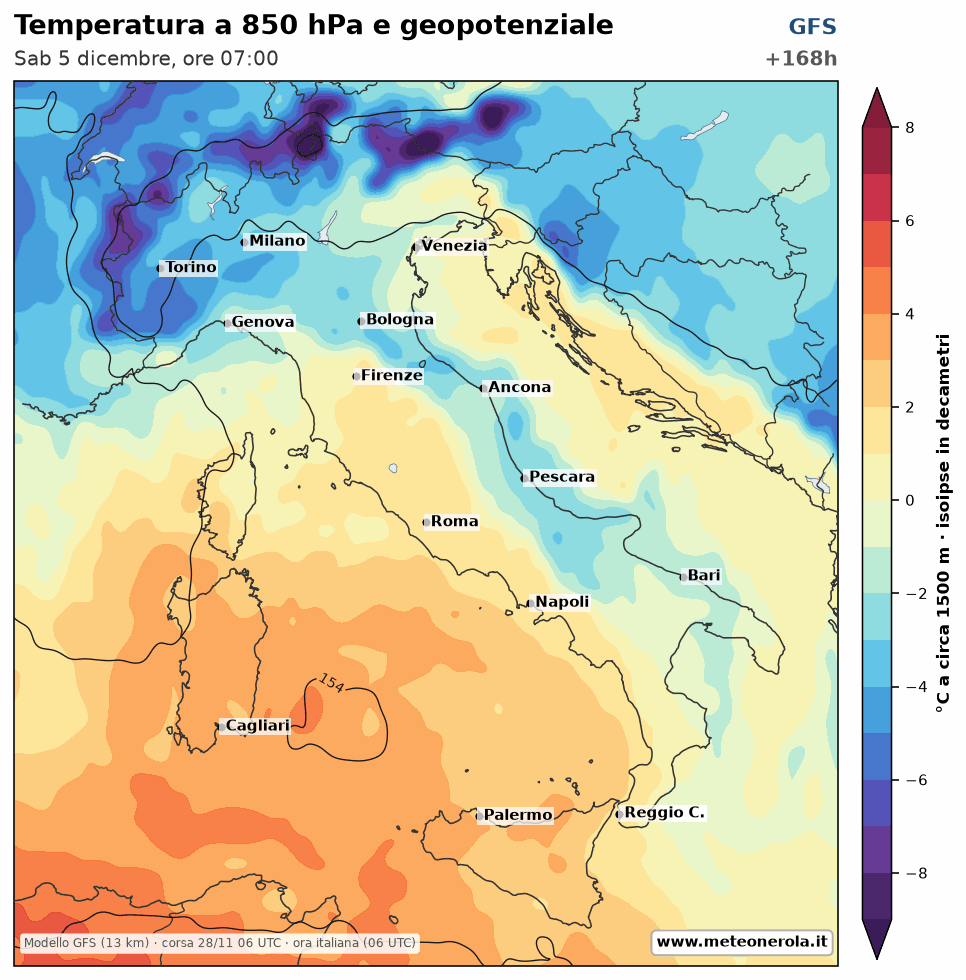 Temperatura a 850 hPa e geopotenziale
GFS
Sab 5 dicembre, ore 07:00
+168h
Milano
Venezia
Torino
Genova
Bologna
Firenze
Ancona
Pescara
Roma
Bari
Napoli
154
Cagliari
Palermo
Reggio C.
Modello GFS (13 km) · corsa 28/11 06 UTC · ora italiana (06 UTC)
www.meteonerola.it
8
6
4
2
0
−2
−4
−6
−8
°C a circa 1500 m · isoipse in decametri